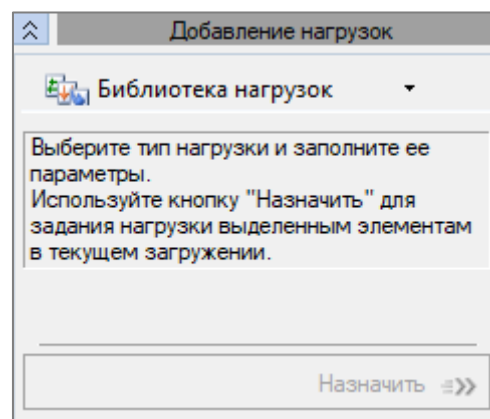 Добавление нагрузок
Библиотека нагрузок
Выберите тип нагрузки и заполните ее
параметры.
Используйте кнопку "Назначить" для
задания нагрузки выделенным элементам
в текущем загружении.
Назначить